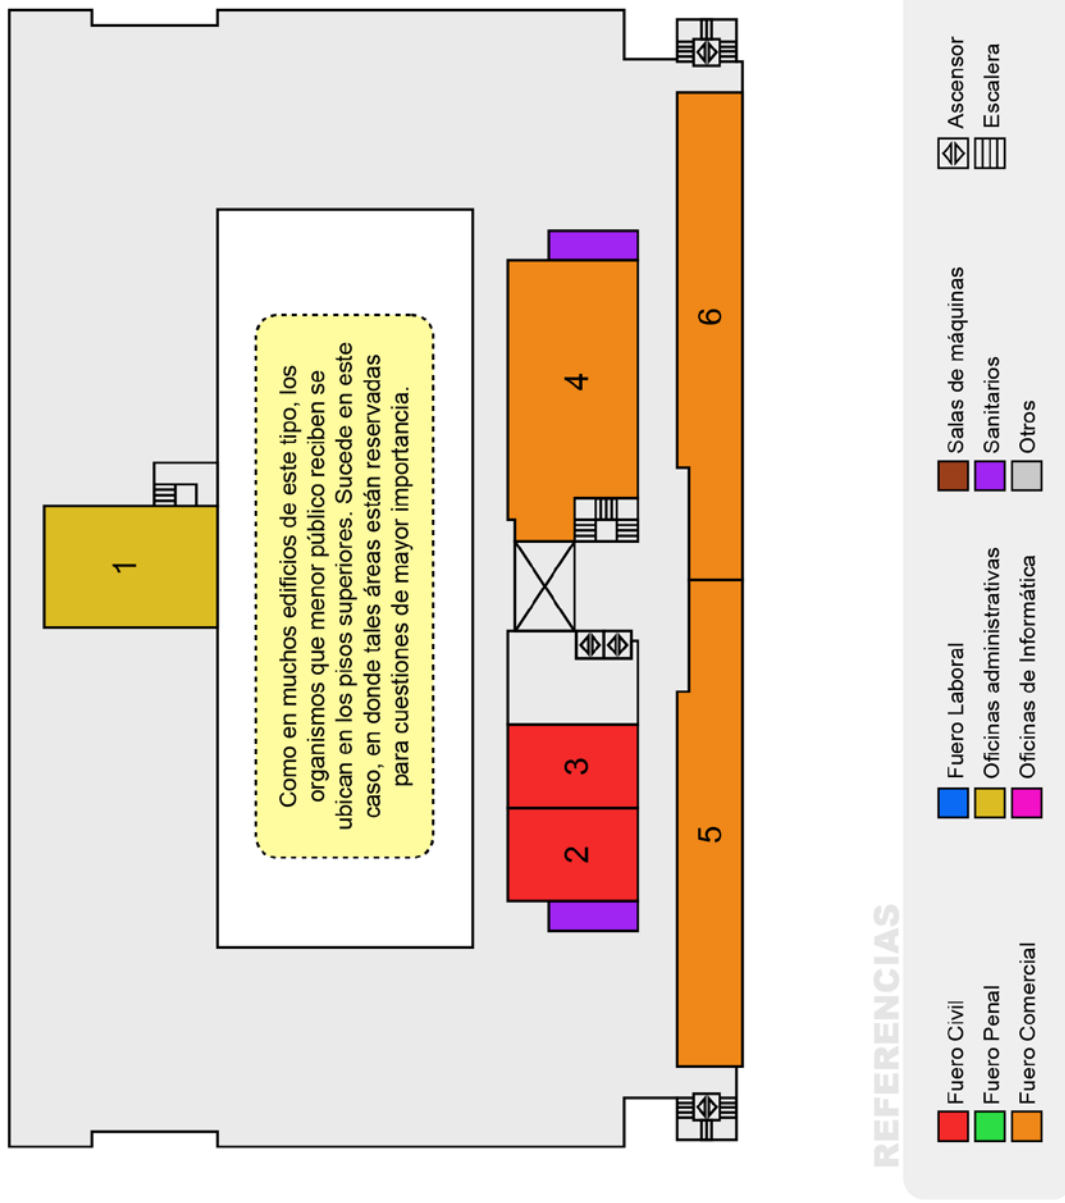 1
Como en muchos edificios de este tipo, los
organismos que menor público reciben se
ubican en los pisos superiores. Sucede en este
caso, en donde tales áreas están reservadas
para cuestiones de mayor importancia.
2
3
4
5
6
REFERENCIAS
Fuero Civil
Fuero Penal
Fuero Comercial
Fuero Laboral
Oficinas administrativas
Oficinas de Informática
Salas de máquinas
Sanitarios
Otros
Ascensor
Escalera